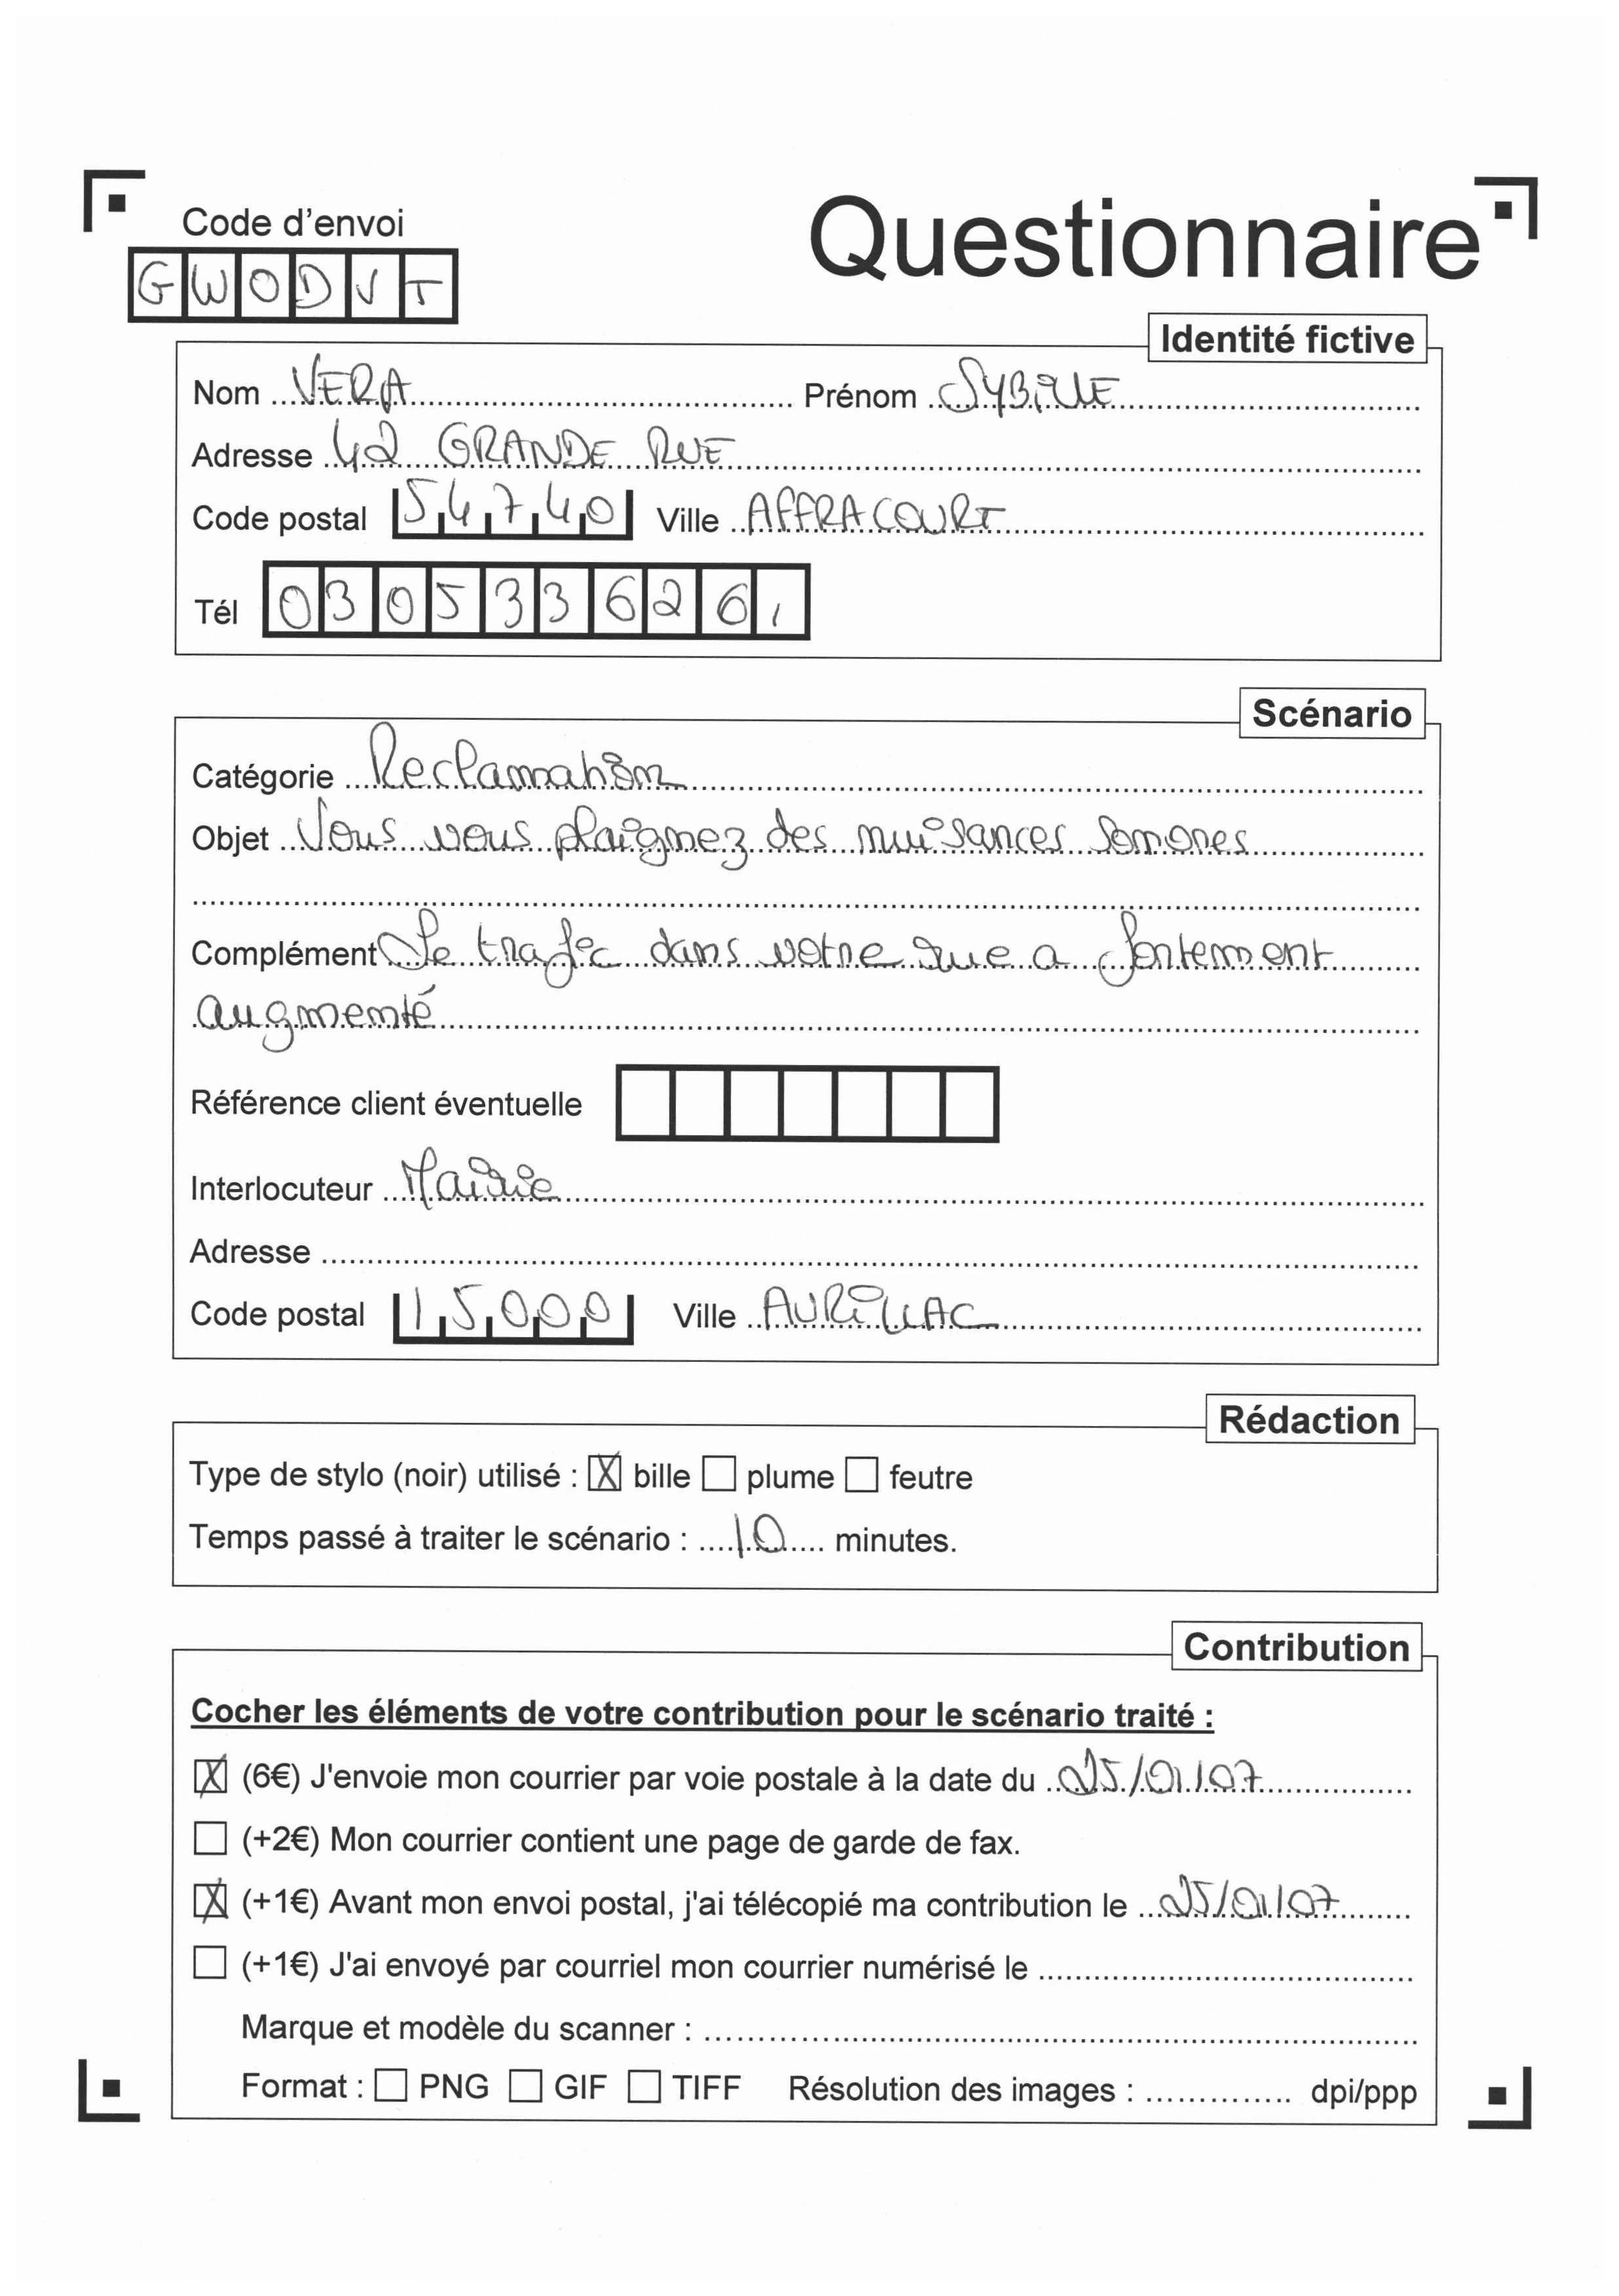 Code d'envoi
GWODVT
Questionnaire
Identité fictive
Nom VERA Prénom SYBILLE
Adresse 42 GRANDE RUE
Code postal 54740 Ville AFFRACOURT
Tél 0305336261
Scénario
Catégorie Reclamation
Objet Vous vous plaignez des nuisances sonores
Complément Le trafic dans votre rue a fortement
augmenté
Référence client éventuelle
Interlocuteur Mairie
Adresse
Code postal 15000 Ville AURILLAC
Rédaction
Type de stylo (noir) utilisé : ☒ bille ☐ plume ☐ feutre
Temps passé à traiter le scénario : 10 minutes.
Contribution
Cocher les éléments de votre contribution pour le scénario traité :
☒ (6€) J'envoie mon courrier par voie postale à la date du 25/01/07
☐ (+2€) Mon courrier contient une page de garde de fax.
☒ (+1€) Avant mon envoi postal, j'ai télécopié ma contribution le 25/01/07
☐ (+1€) J'ai envoyé par courriel mon courrier numérisé le
Marque et modèle du scanner :
Format : ☐ PNG ☐ GIF ☐ TIFF Résolution des images : dpi/ppp